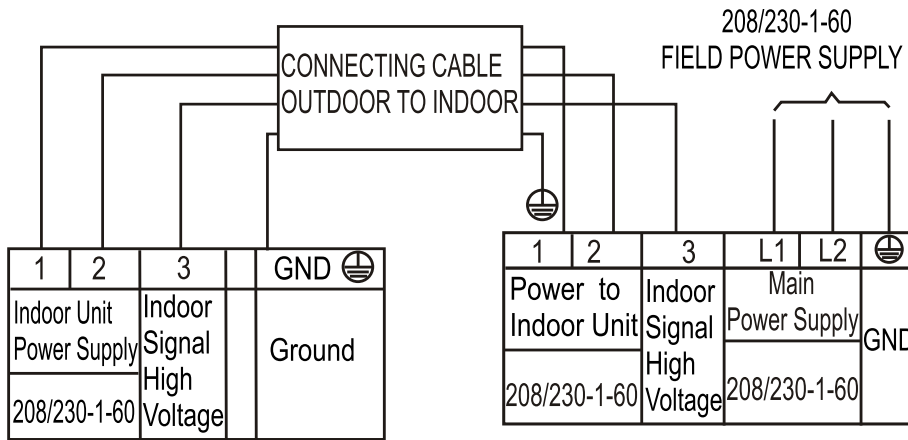 208/230-1-60
FIELD POWER SUPPLY
CONNECTING CABLE
OUTDOOR TO INDOOR
1 2 3 GND
Indoor Unit
Power Supply
208/230-1-60
Indoor
Signal
High
Voltage
Ground
1 2 3 L1 L2
Power to
Indoor Unit
208/230-1-60
Indoor
Signal
High
Voltage
Main
Power Supply
208/230-1-60
GND